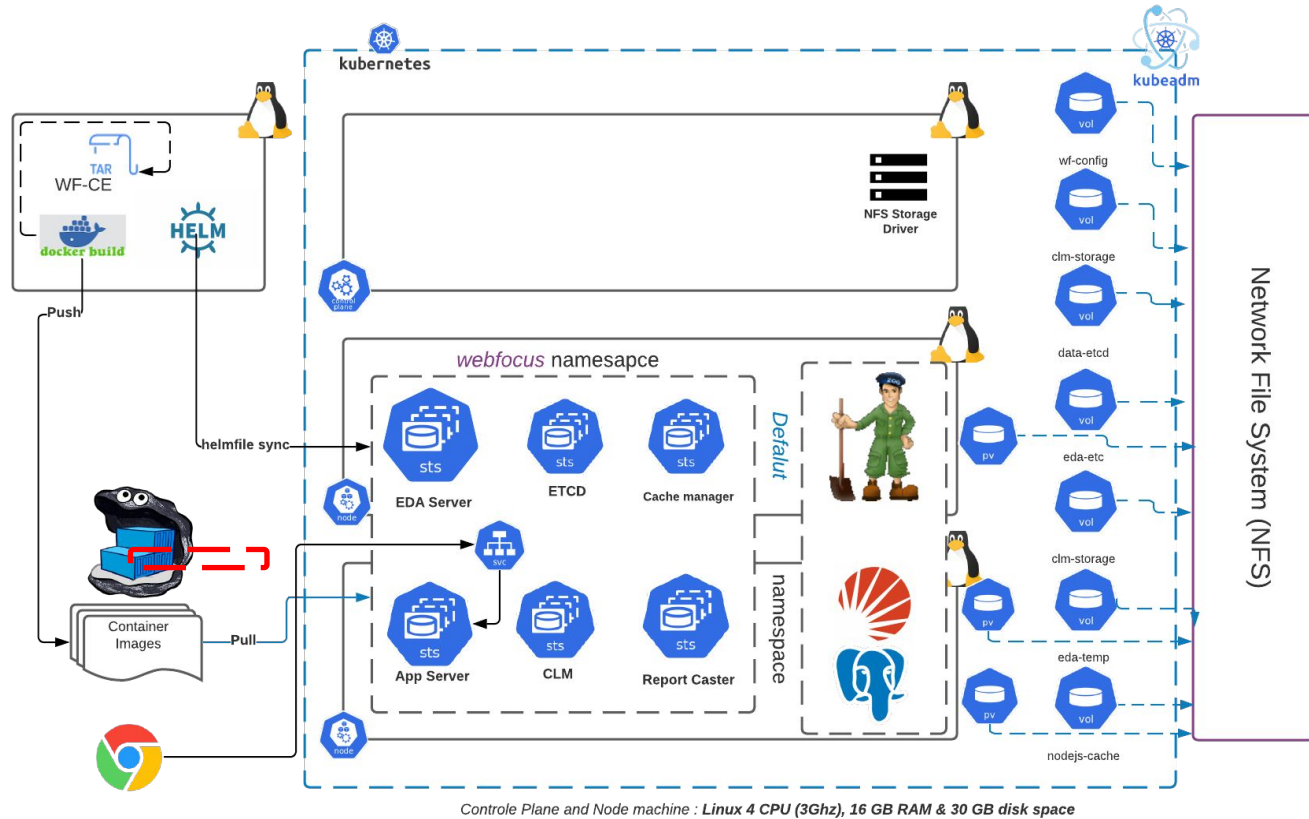 kubernetes
kubeadm
TAR
WF-CE
docker build
HELM
Push
helmfile sync
Container
Images
Pull
control
plane
NFS Storage
Driver
webfocus namesapce
sts
EDA Server
sts
ETCD
sts
Cache manager
node
svc
sts
App Server
sts
CLM
sts
Report Caster
node
Defalut
namespace
pv
pv
pv
vol
wf-config
vol
clm-storage
vol
data-etcd
vol
eda-etc
vol
clm-storage
vol
eda-temp
vol
nodejs-cache
Network File System (NFS)
Controle Plane and Node machine : Linux 4 CPU (3Ghz), 16 GB RAM & 30 GB disk space